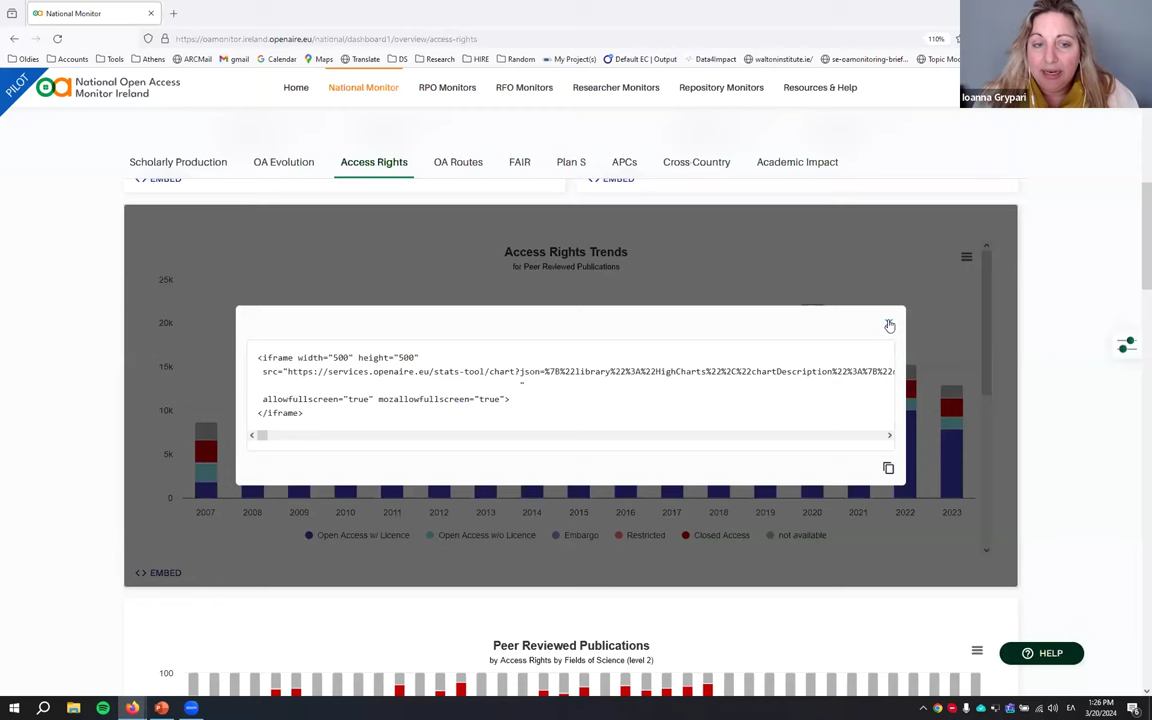 National Monitor
https://oamonitor.ireland.openaire.eu/national/dashboard1/overview/access-rights
110%
Oldies Accounts Tools Athens ARCMail gmail Calendar Maps Translate DS Research HIRE Random My Project(s) Default EC | Output Data4Impact waltoninstitute.ie/ se-eamonitoring-brief... Topic Mod
Ioanna Grypari
PILOT
National Open Access
Monitor Ireland
Home National Monitor RPO Monitors RFO Monitors Researcher Monitors Repository Monitors Resources & Help
Scholarly Production OA Evolution Access Rights OA Routes FAIR Plan S APCs Cross Country Academic Impact
<> EMBED <> EMBED
Access Rights Trends
for Peer Reviewed Publications
25k
20k
15k
10k
5k
0
<iframe width="500" height="500"
src="https://services.openaire.eu/stats-tool/chart?json=%7B%22library%22%3A%22HighCharts%22%2C%22chartDescription%22%3A%7B%22
"
allowfullscreen="true" mozallowfullscreen="true">
</iframe>
2007 2008 2009 2010 2011 2012 2013 2014 2015 2016 2017 2018 2019 2020 2021 2022 2023
Open Access w/ Licence Open Access w/o Licence Embargo Restricted Closed Access not available
<> EMBED
Peer Reviewed Publications
by Access Rights by Fields of Science (level 2)
100
HELP
1:26 PM
3/20/2024
ΕΛ
6